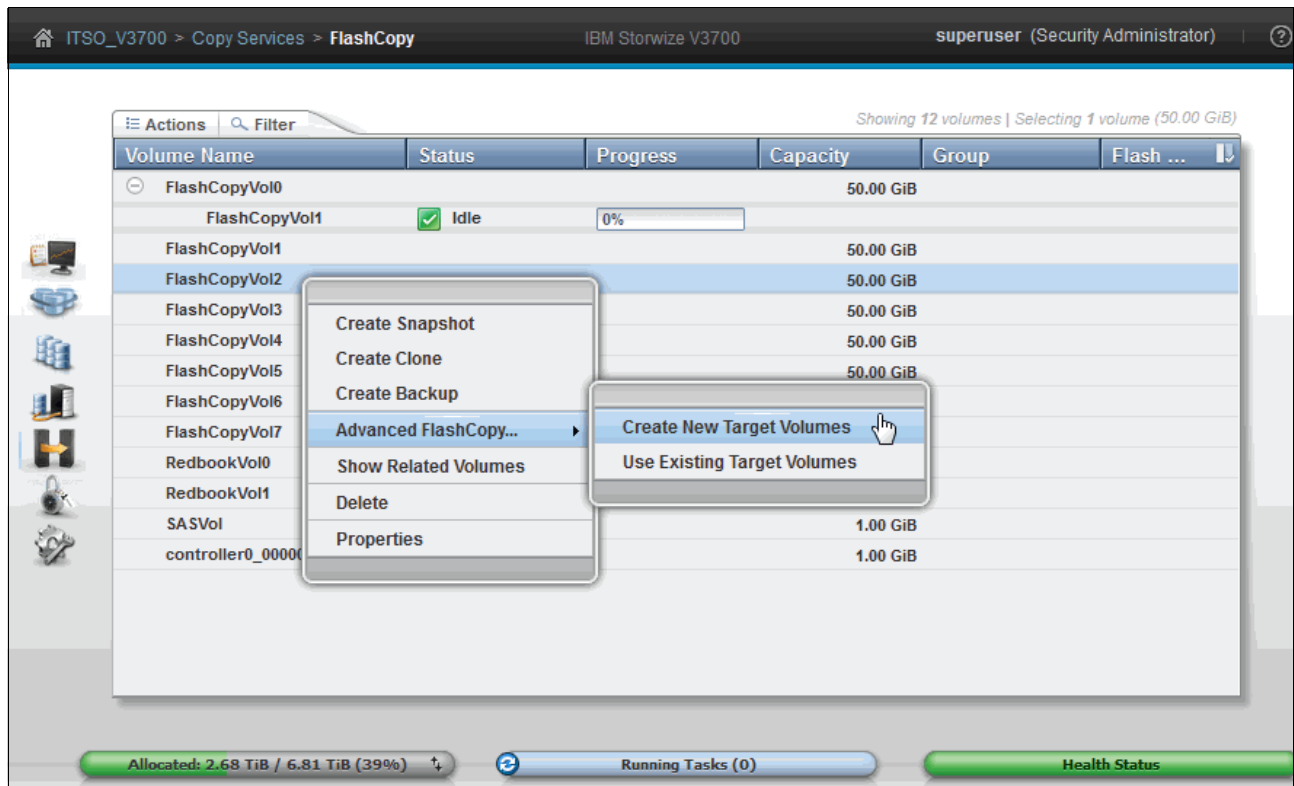 ITSO_V3700 > Copy Services > FlashCopy IBM Storwize V3700 superuser (Security Administrator) ?
Actions Filter Showing 12 volumes | Selecting 1 volume (50.00 GiB)
Volume Name Status Progress Capacity Group Flash ...
FlashCopyVol0 50.00 GiB
FlashCopyVol1 Idle 0%
FlashCopyVol1 50.00 GiB
FlashCopyVol2 50.00 GiB
FlashCopyVol3 50.00 GiB
FlashCopyVol4 50.00 GiB
FlashCopyVol5 50.00 GiB
FlashCopyVol6
FlashCopyVol7
RedbookVol0
RedbookVol1
SASVol 1.00 GiB
controller0_0000 1.00 GiB
Create Snapshot
Create Clone
Create Backup
Advanced FlashCopy...
Show Related Volumes
Delete
Properties
Create New Target Volumes
Use Existing Target Volumes
Allocated: 2.68 TiB / 6.81 TiB (39%) Running Tasks (0) Health Status